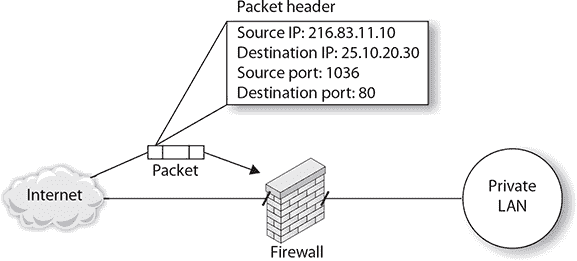 Packet header
Source IP: 216.83.11.10
Destination IP: 25.10.20.30
Source port: 1036
Destination port: 80
Packet
Internet
Firewall
Private
LAN